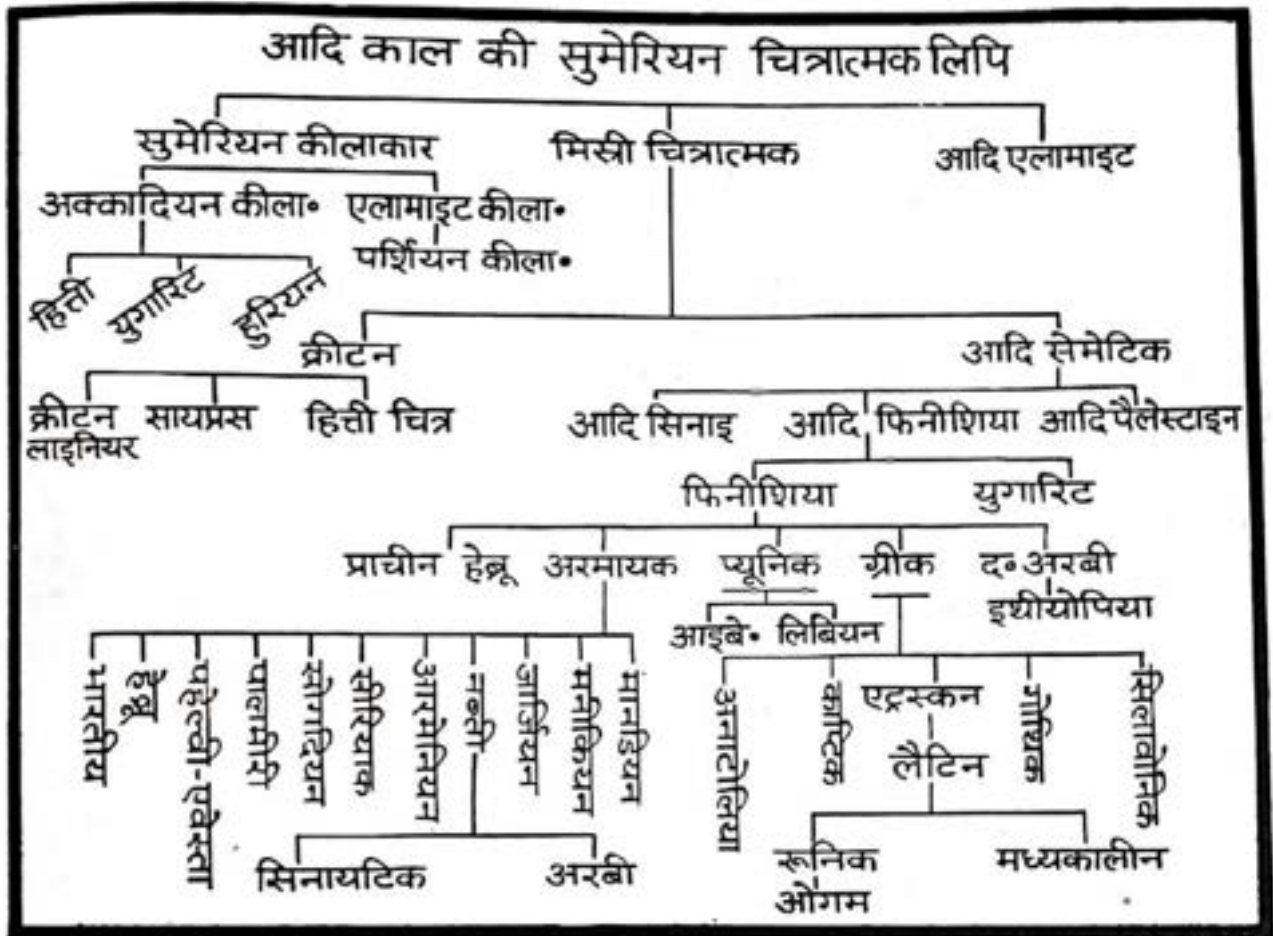 आदि काल की सुमेरियन चित्रात्मक लिपि
सुमेरियन कीलाकार मिस्री चित्रात्मक आदि एलामाइट
अक्कादियन कीला॰ एलामाइट कीला॰
पर्शियन कीला॰
हित्ती युगारिट हुरियन
क्रीटन आदि सेमेटिक
क्रीटन सायप्रस हित्ती चित्र आदि सिनाइ आदि फिनीशिया आदि पैलेस्टाइन
लाइनियर
फिनीशिया युगारिट
प्राचीन हेब्रू अरमायक प्यूनिक ग्रीक द॰ अरबी
इथीयोपिया
आइबे॰ लिबियन
भारतीय हेब्रू पहेलवी-एवेस्ता पालमीरी सोगदियन सीरियाक आरमेनियन नब्ती जार्जियन मनीकियन मानडियन
अनाटोलिया काप्टिक एट्रस्कन गोथिक सिलावोनिक
लैटिन
सिनायटिक अरबी रूनिक मध्यकालीन
औगम